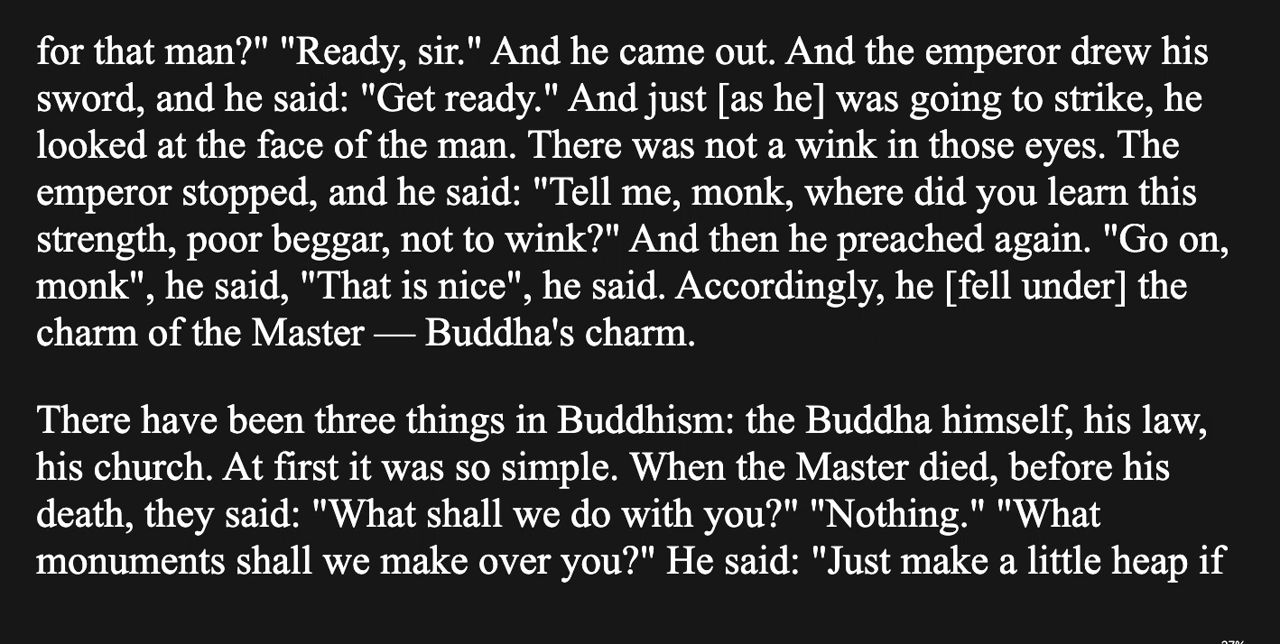 for that man?" "Ready, sir." And he came out. And the emperor drew his
sword, and he said: "Get ready." And just [as he] was going to strike, he
looked at the face of the man. There was not a wink in those eyes. The
emperor stopped, and he said: "Tell me, monk, where did you learn this
strength, poor beggar, not to wink?" And then he preached again. "Go on,
monk", he said, "That is nice", he said. Accordingly, he [fell under] the
charm of the Master — Buddha's charm.
There have been three things in Buddhism: the Buddha himself, his law,
his church. At first it was so simple. When the Master died, before his
death, they said: "What shall we do with you?" "Nothing." "What
monuments shall we make over you?" He said: "Just make a little heap if